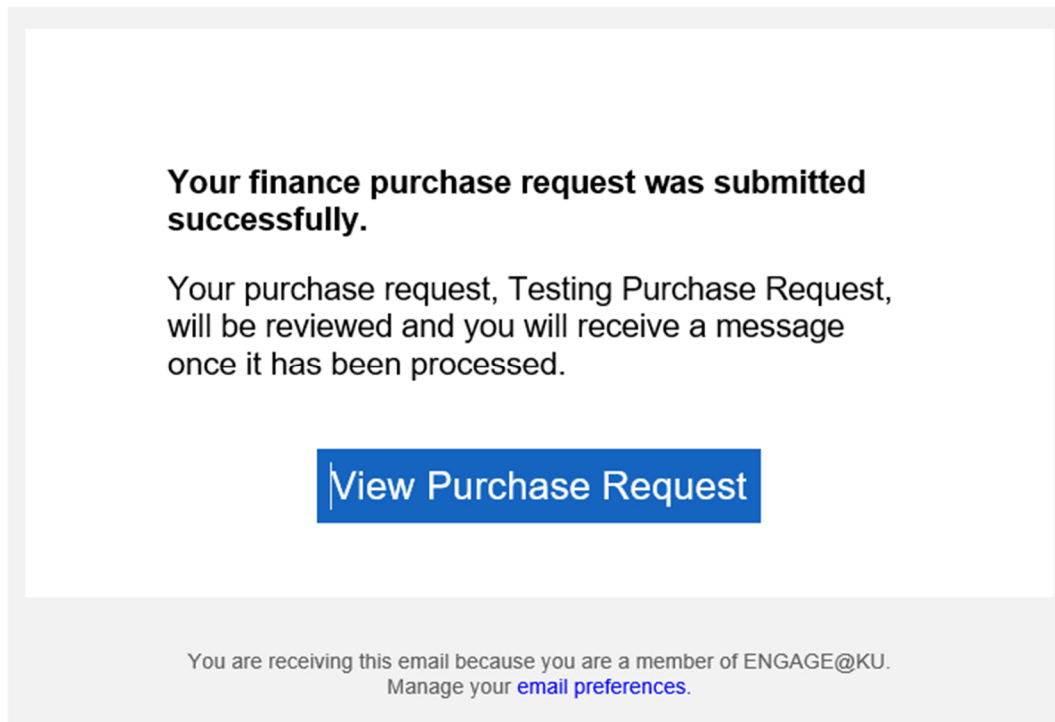 Your finance purchase request was submitted
successfully.
Your purchase request, Testing Purchase Request,
will be reviewed and you will receive a message
once it has been processed.
View Purchase Request
You are receiving this email because you are a member of ENGAGE@KU.
Manage your email preferences.